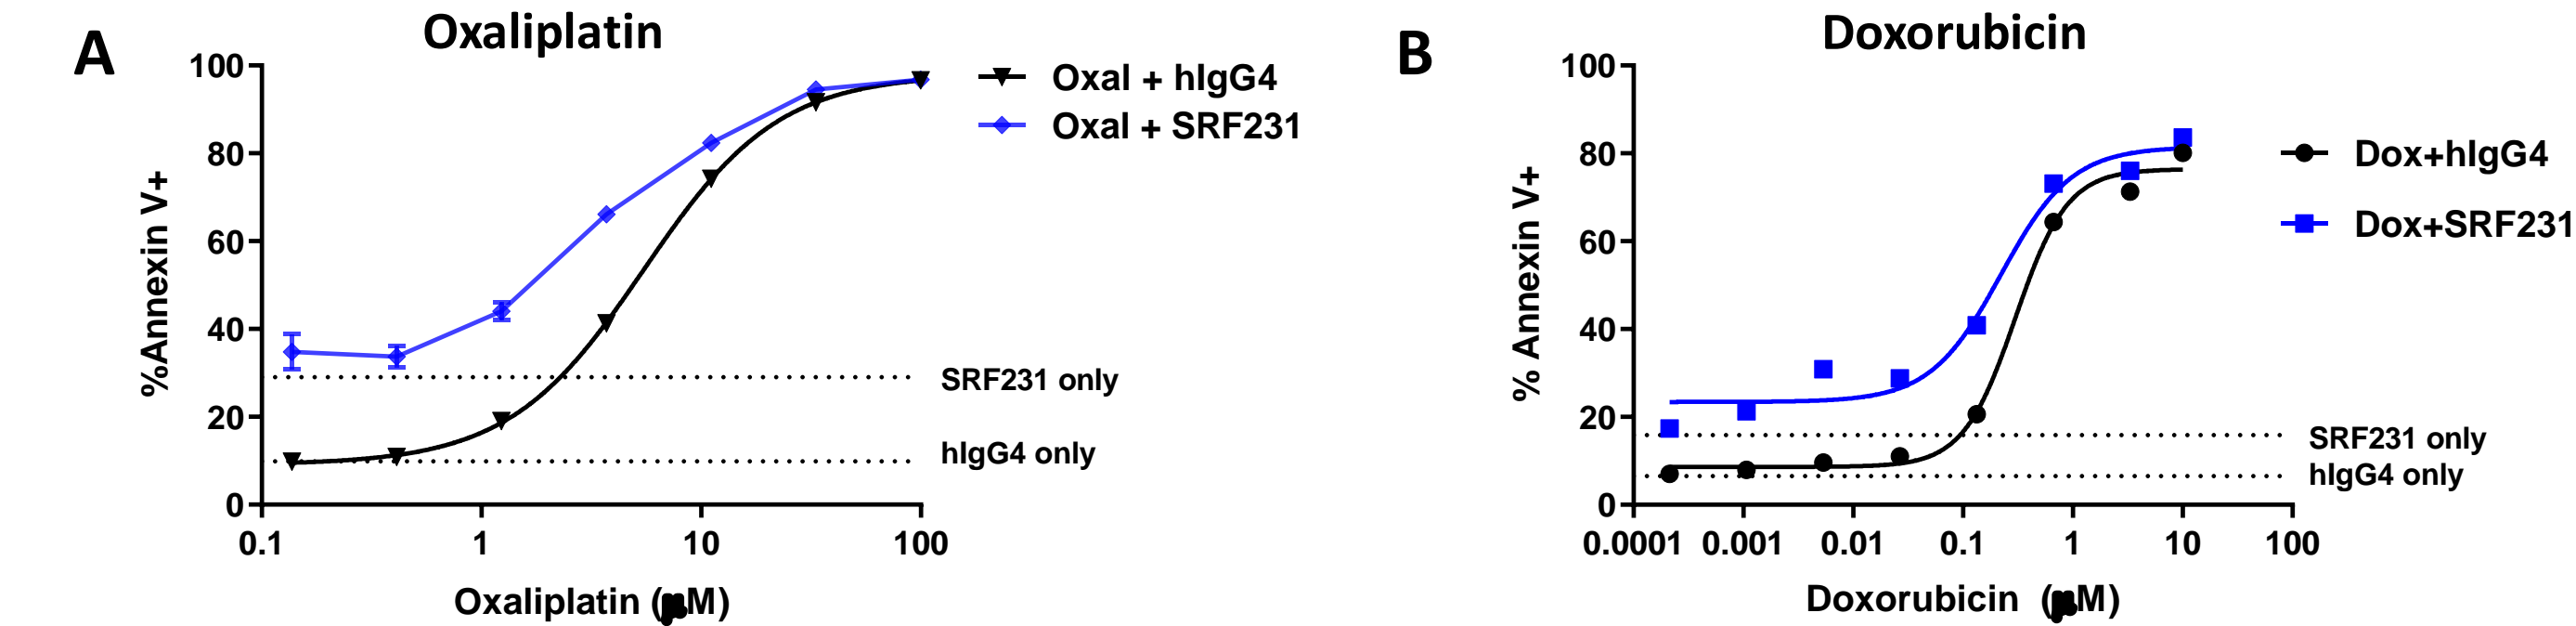 A
Oxaliplatin
%Annexin V+
100
80
60
40
20
0
0.1
1
10
100
Oxaliplatin (μM)
Oxal + hIgG4
Oxal + SRF231
SRF231 only
hIgG4 only
B
Doxorubicin
% Annexin V+
100
80
60
40
20
0
0.0001
0.001
0.01
0.1
1
10
100
Doxorubicin (μM)
Dox+hIgG4
Dox+SRF231
SRF231 only
hIgG4 only